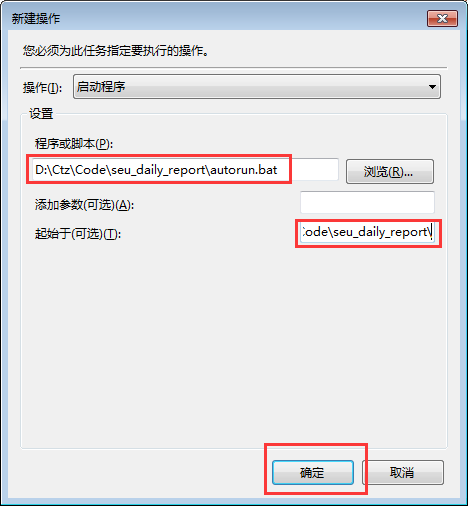 新建操作
您必须为此任务指定要执行的操作。
操作(I): 启动程序
设置
程序或脚本(P):
D:\Ctz\Code\seu_daily_report\autorun.bat 浏览(R)...
添加参数(可选)(A):
起始于(可选)(T): Code\seu_daily_report\
确定 取消